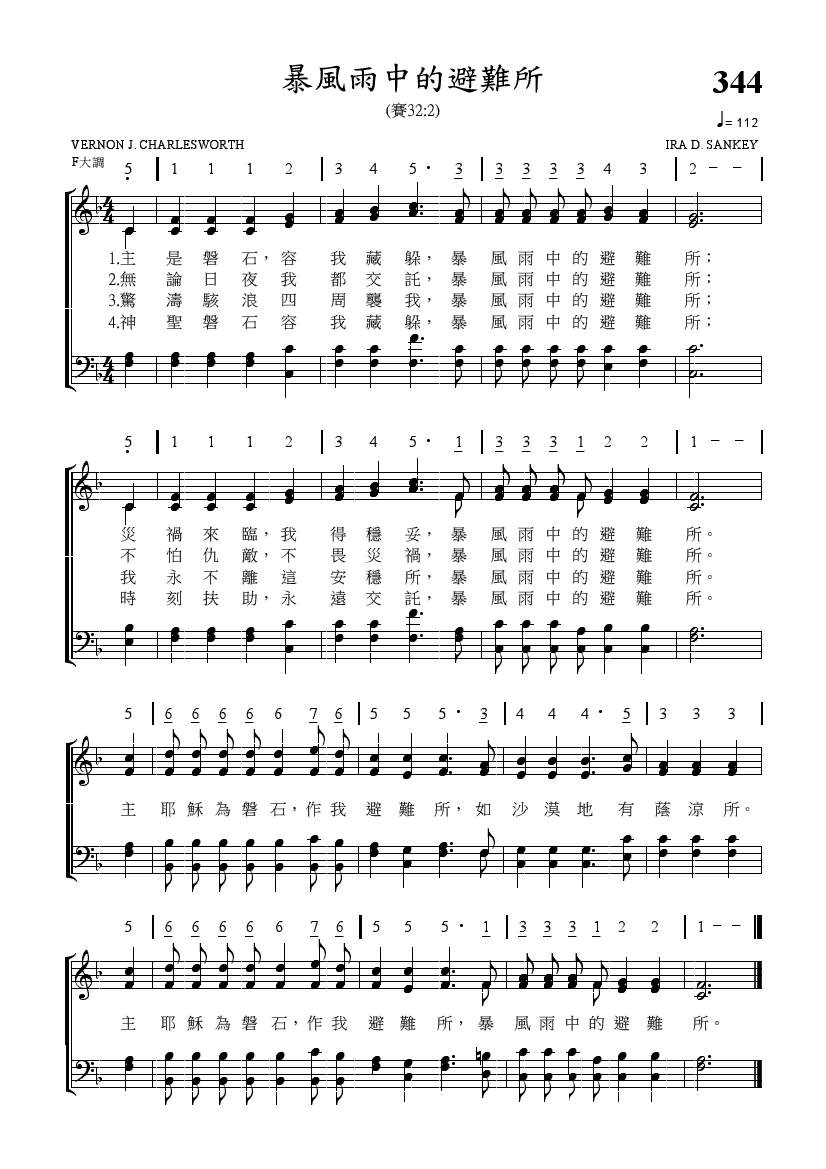 暴風雨中的避難所
344
(賽32:2)
♩= 112
VERNON J. CHARLESWORTH
IRA D. SANKEY
F大調
5 | 1 1 1 2 | 3 4 5 · 3 | 3 3 3 3 4 3 | 2 – – |
4 4
1.主 是 磐 石，容 我 藏 躲，暴 風 雨 中 的 避 難 所；
2.無 論 日 夜 我 都 交 託，暴 風 雨 中 的 避 難 所；
3.驚 濤 駭 浪 四 周 襲 我，暴 風 雨 中 的 避 難 所；
4.神 聖 磐 石 容 我 藏 躲，暴 風 雨 中 的 避 難 所；
4 4
5 | 1 1 1 2 | 3 4 5 · 1 | 3 3 3 1 2 2 | 1 – – |
災 禍 來 臨，我 得 穩 妥，暴 風 雨 中 的 避 難 所。
不 怕 仇 敵，不 畏 災 禍，暴 風 雨 中 的 避 難 所。
我 永 不 離 這 安 穩 所，暴 風 雨 中 的 避 難 所。
時 刻 扶 助，永 遠 交 託，暴 風 雨 中 的 避 難 所。
5 | 6 6 6 6 6 7 6 | 5 5 5 · 3 | 4 4 4 · 5 | 3 3 3 |
主 耶 穌 為 磐 石，作 我 避 難 所，如 沙 漠 地 有 蔭 涼 所。
5 | 6 6 6 6 6 7 6 | 5 5 5 · 1 | 3 3 3 1 2 2 | 1 – – |
主 耶 穌 為 磐 石，作 我 避 難 所，暴 風 雨 中 的 避 難 所。